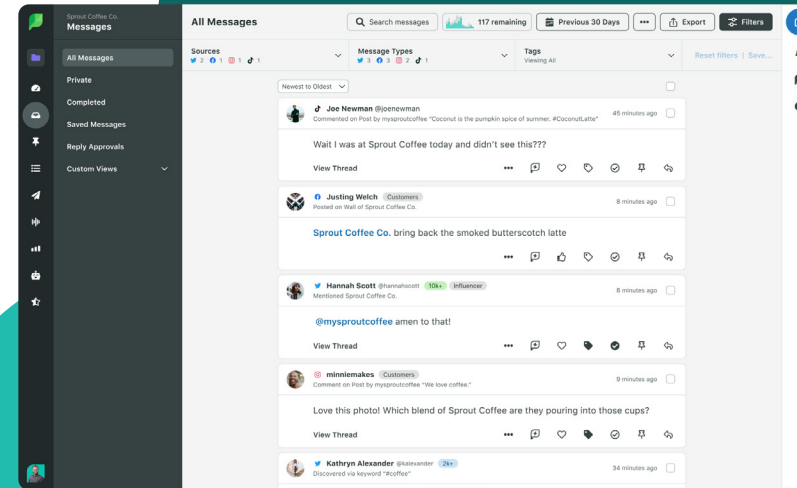 Sprout Coffee Co.
Messages
All Messages
Private
Completed
Saved Messages
Reply Approvals
Custom Views
All Messages
Search messages
117 remaining
Previous 30 Days
•••
Export
Filters
Sources
2 1 1 1
Message Types
3 3 2 1
Tags
Viewing All
Reset filters | Save...
Newest to Oldest
Joe Newman @joenewman
Commented on Post by mysproutcoffee "Coconut is the pumpkin spice of summer. #CoconutLatte"
45 minutes ago
Wait I was at Sprout Coffee today and didn't see this???
View Thread
Justing Welch Customers
Posted on Wall of Sprout Coffee Co.
8 minutes ago
Sprout Coffee Co. bring back the smoked butterscotch latte
Hannah Scott @hannahscott 10k+ Influencer
Mentioned Sprout Coffee Co.
8 minutes ago
@mysproutcoffee amen to that!
View Thread
minniemakes Customers
Comment on Post by mysproutcoffee "We love coffee."
9 minutes ago
Love this photo! Which blend of Sprout Coffee are they pouring into those cups?
View Thread
Kathryn Alexander @kalexander 2k+
Discovered via keyword "#coffee"
34 minutes ago